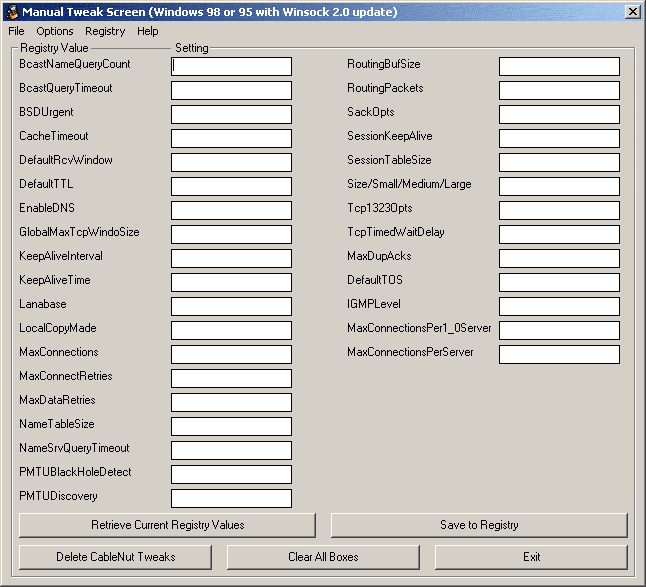 Manual Tweak Screen (Windows 98 or 95 with Winsock 2.0 update)
File Options Registry Help
Registry Value Setting
BcastNameQueryCount
BcastQueryTimeout
BSDUrgent
CacheTimeout
DefaultRcvWindow
DefaultTTL
EnableDNS
GlobalMaxTcpWindoSize
KeepAliveInterval
KeepAliveTime
Lanabase
LocalCopyMade
MaxConnections
MaxConnectRetries
MaxDataRetries
NameTableSize
NameSrvQueryTimeout
PMTUBlackHoleDetect
PMTUDiscovery
RoutingBufSize
RoutingPackets
SackOpts
SessionKeepAlive
SessionTableSize
Size/Small/Medium/Large
Tcp1323Opts
TcpTimedWaitDelay
MaxDupAcks
DefaultTOS
IGMPLevel
MaxConnectionsPer1_0Server
MaxConnectionsPerServer
Retrieve Current Registry Values
Save to Registry
Delete CableNut Tweaks
Clear All Boxes
Exit